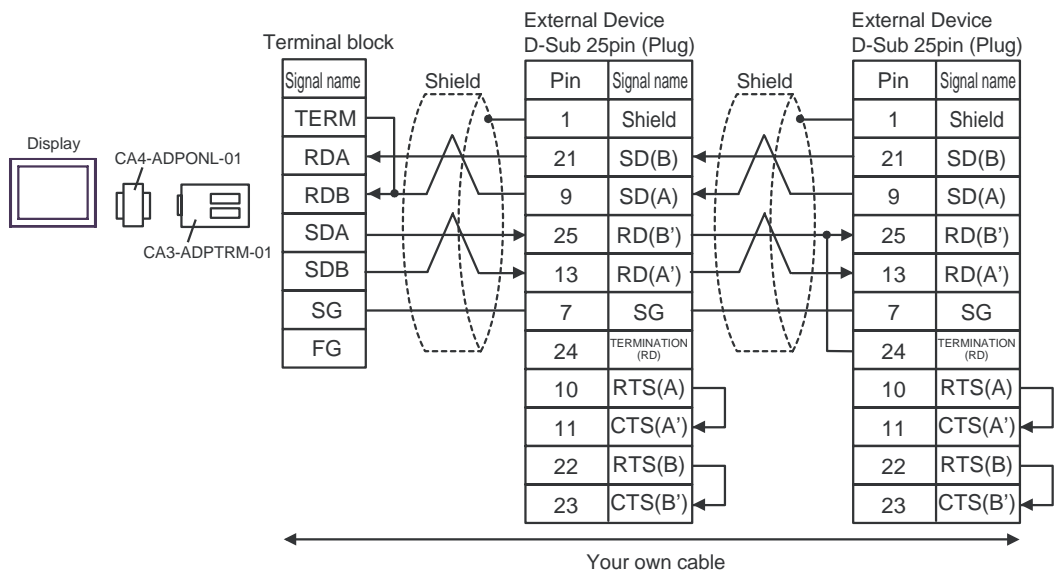 External Device
D-Sub 25pin (Plug)
External Device
D-Sub 25pin (Plug)
Terminal block
Signal name
Shield
Pin Signal name
Shield
Pin Signal name
TERM
1 Shield
1 Shield
Display
CA4-ADPONL-01
RDA
21 SD(B)
21 SD(B)
RDB
9 SD(A)
9 SD(A)
CA3-ADPTRM-01
SDA
25 RD(B')
25 RD(B')
SDB
13 RD(A')
13 RD(A')
SG
7 SG
7 SG
FG
24 TERMINATION
(RD)
24 TERMINATION
(RD)
10 RTS(A)
10 RTS(A)
11 CTS(A')
11 CTS(A')
22 RTS(B)
22 RTS(B)
23 CTS(B')
23 CTS(B')
Your own cable